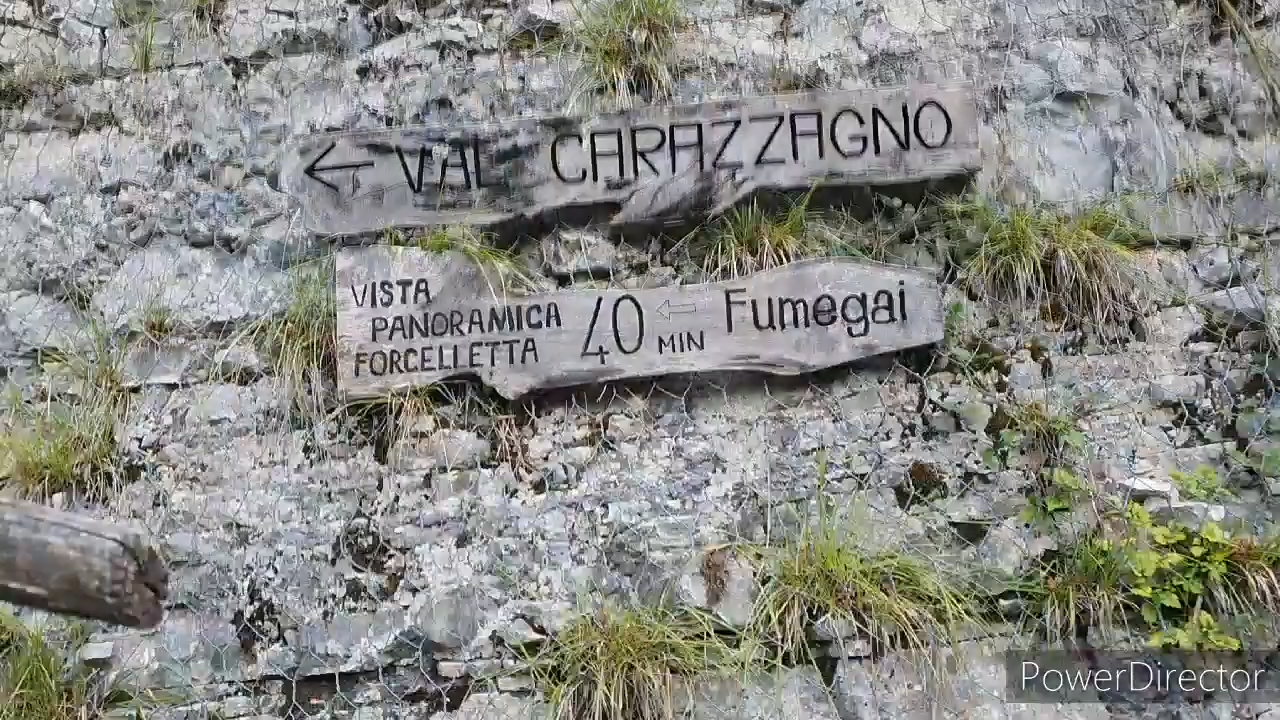 ← VAL CARAZZAGNO
VISTA
PANORAMICA
FORCELLETTA
40 MIN ⇦ Fumegai
PowerDirector